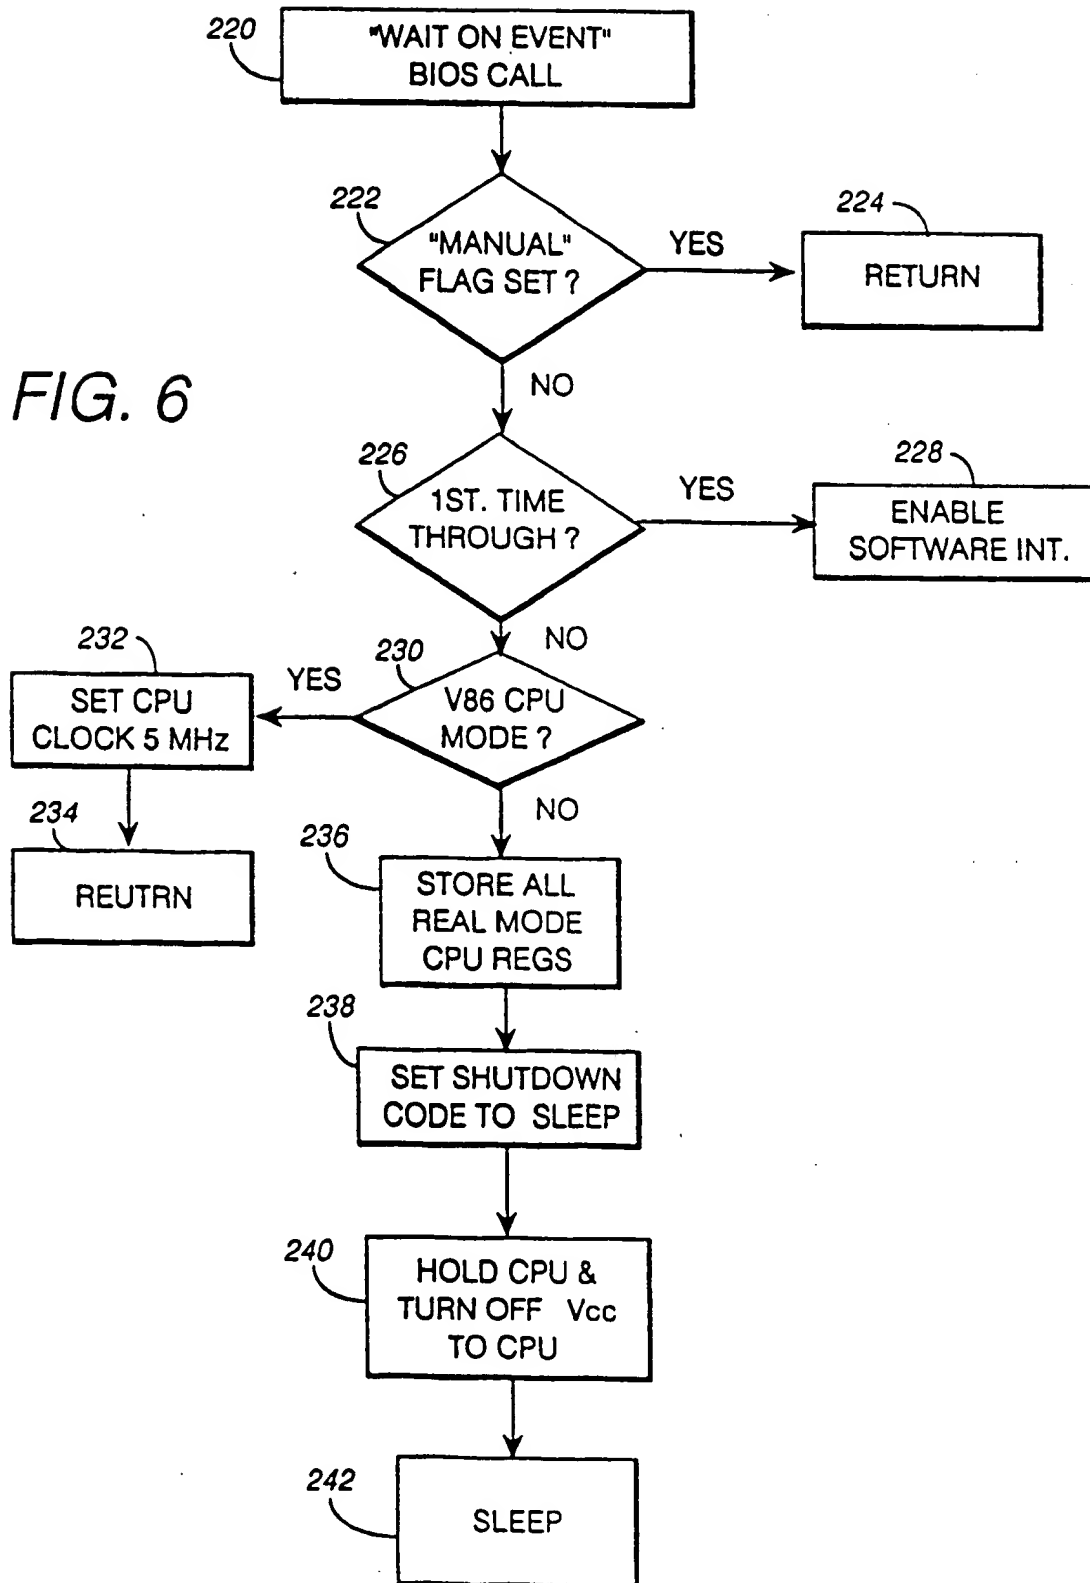 220
"WAIT ON EVENT"
BIOS CALL
222
"MANUAL"
FLAG SET ?
YES
224
RETURN
NO
FIG. 6
226
1ST. TIME
THROUGH ?
YES
228
ENABLE
SOFTWARE INT.
NO
230
V86 CPU
MODE ?
YES
232
SET CPU
CLOCK 5 MHz
234
REUTRN
NO
236
STORE ALL
REAL MODE
CPU REGS
238
SET SHUTDOWN
CODE TO SLEEP
240
HOLD CPU &
TURN OFF Vcc
TO CPU
242
SLEEP